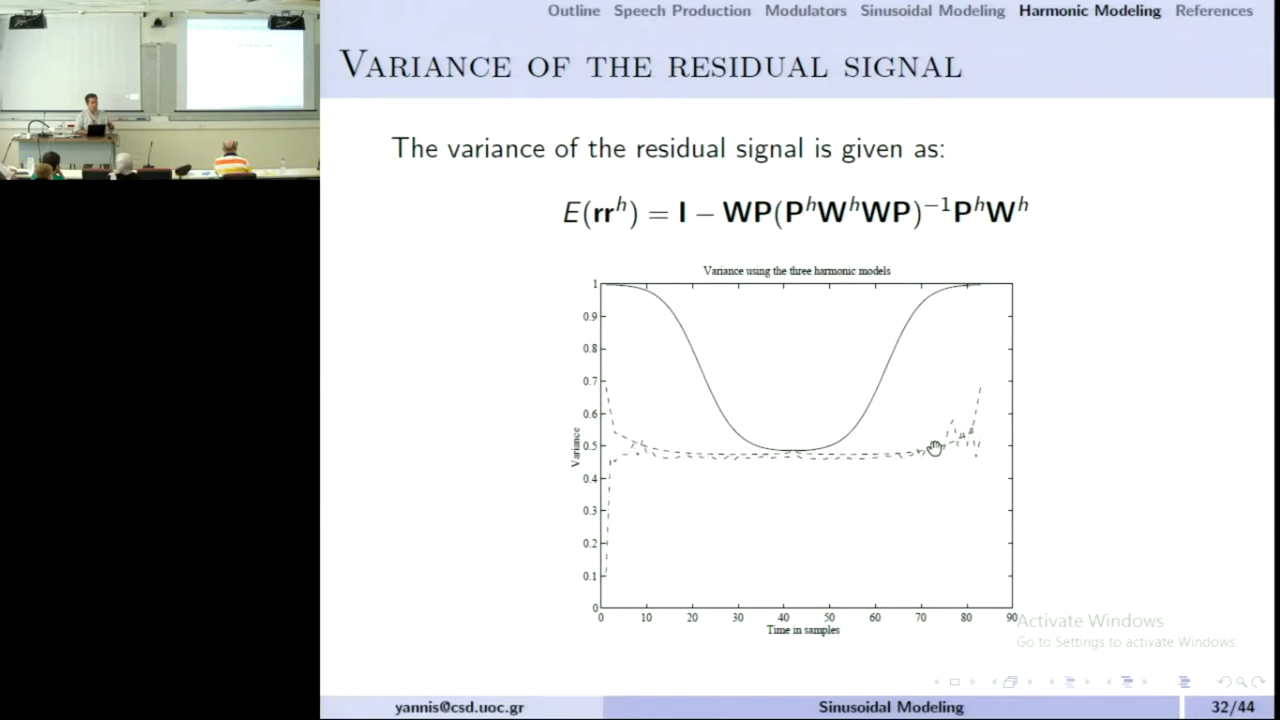 Outline Speech Production Modulators Sinusoidal Modeling Harmonic Modeling References
VARIANCE OF THE RESIDUAL SIGNAL
The variance of the residual signal is given as:
E(rr^h) = I − WP(P^hW^hWP)^−1P^hW^h
Variance using the three harmonic models
1
0.9
0.8
0.7
0.6
0.5
0.4
0.3
0.2
0.1
0
Variance
0 10 20 30 40 50 60 70 80 90
Time in samples
Activate Windows
Go to Settings to activate Windows.
yannis@csd.uoc.gr Sinusoidal Modeling 32/44